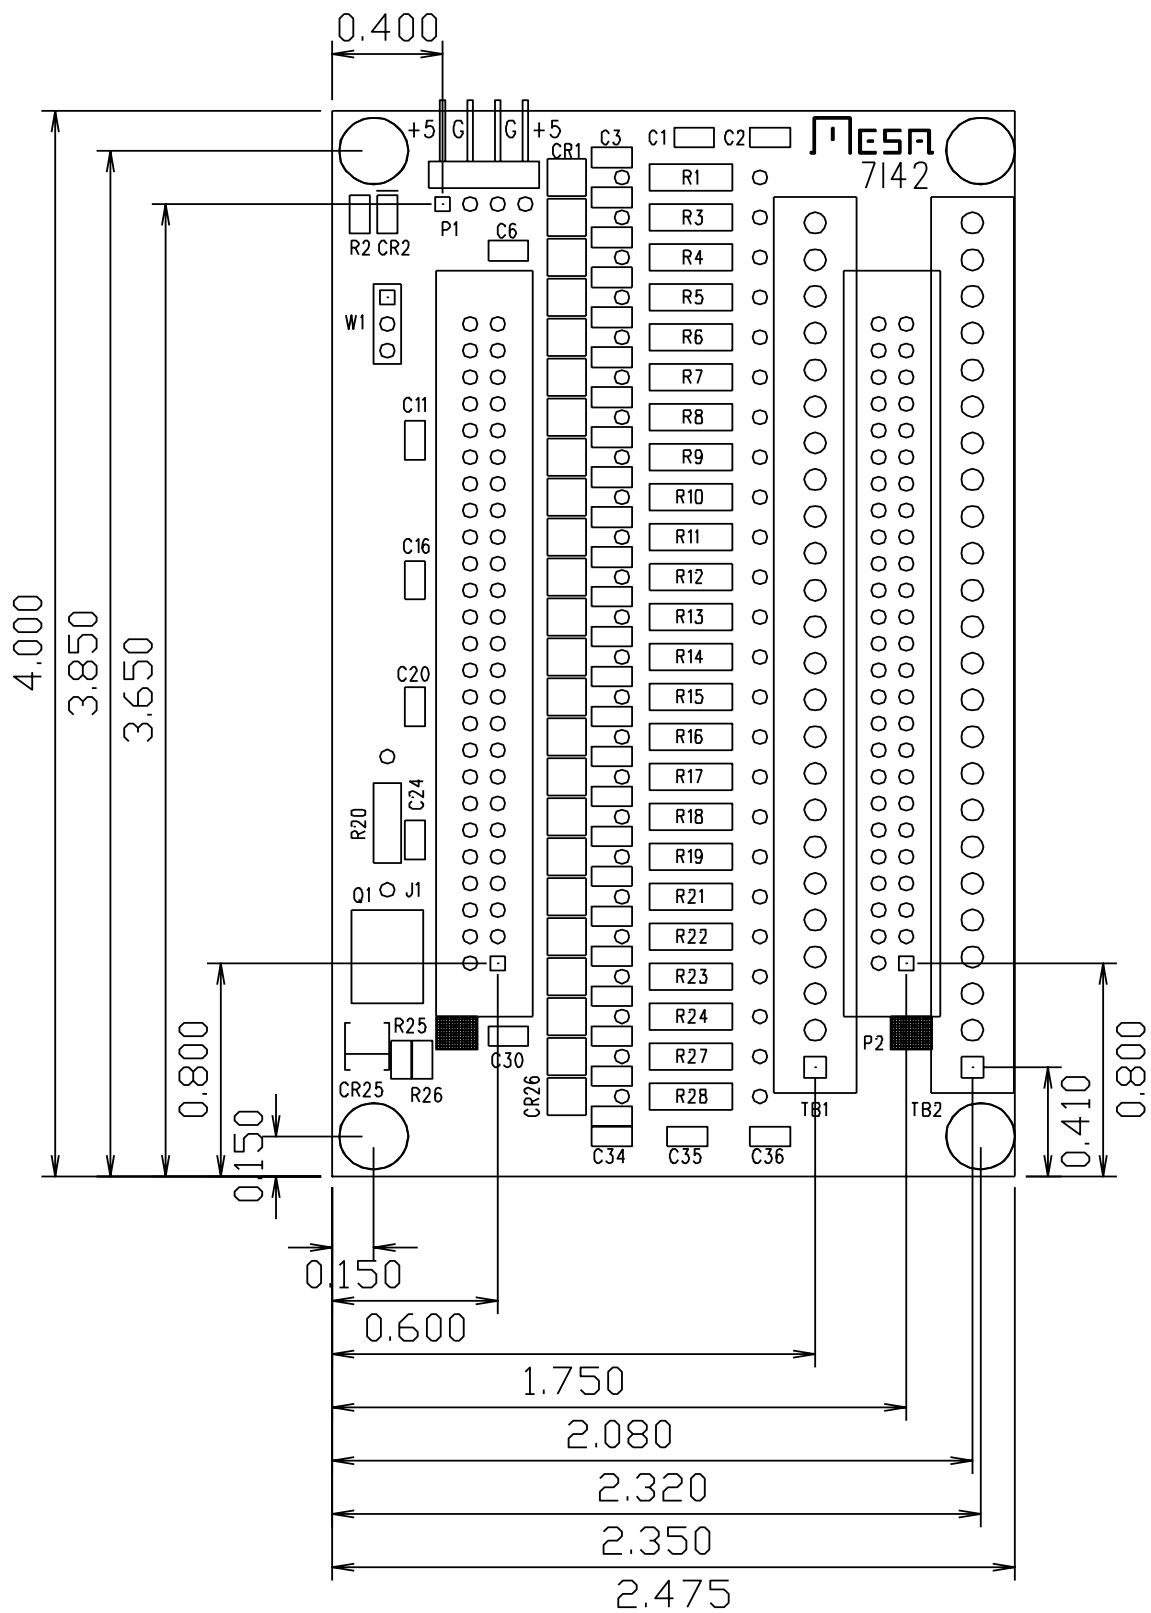 0.400
+5 G G +5
C3 C1 C2 MESA
CR1 7I42
R1
P1 C6 R3
R2 CR2 R4
R5
W1 R6
R7
C11 R8
R9
R10
C16 R11
R12
R13
4.000 3.850 3.650 R14
C20 R15
R16
R17
R20 C24 R18
R19
Q1 J1 R21
R22
R23
R25 R24
0.800 C30 P2 R27
CR25 R26 CR26 R28 TB1 TB2 0.410 0.800
0.150 C34 C35 C36
0.150
0.600
1.750
2.080
2.320
2.350
2.475